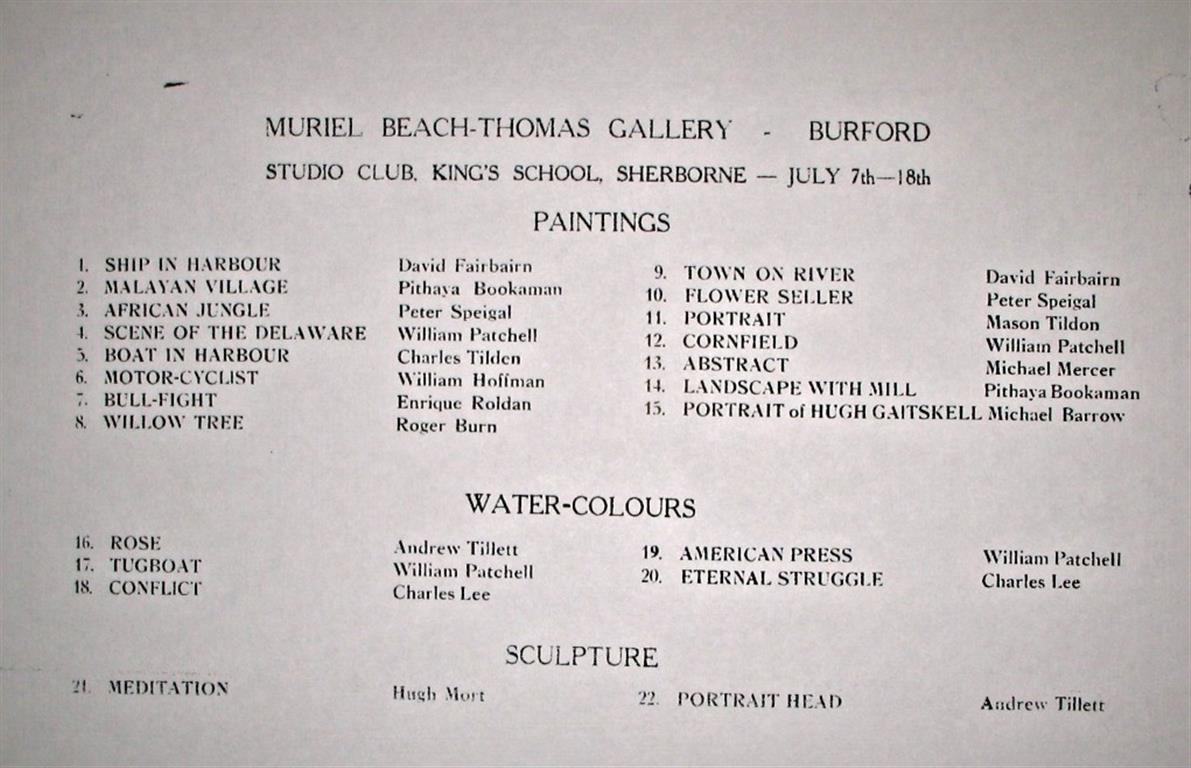 MURIEL BEACH-THOMAS GALLERY - BURFORD
STUDIO CLUB, KING'S SCHOOL, SHERBORNE — JULY 7th—18th
PAINTINGS
1. SHIP IN HARBOUR David Fairbairn
2. MALAYAN VILLAGE Pithaya Bookaman
3. AFRICAN JUNGLE Peter Speigal
4. SCENE OF THE DELAWARE William Patchell
5. BOAT IN HARBOUR Charles Tilden
6. MOTOR-CYCLIST William Hoffman
7. BULL-FIGHT Enrique Roldan
8. WILLOW TREE Roger Burn
9. TOWN ON RIVER David Fairbairn
10. FLOWER SELLER Peter Speigal
11. PORTRAIT Mason Tildon
12. CORNFIELD William Patchell
13. ABSTRACT Michael Mercer
14. LANDSCAPE WITH MILL Pithaya Bookaman
15. PORTRAIT of HUGH GAITSKELL Michael Barrow
WATER-COLOURS
16. ROSE Andrew Tillett
17. TUGBOAT William Patchell
18. CONFLICT Charles Lee
19. AMERICAN PRESS William Patchell
20. ETERNAL STRUGGLE Charles Lee
SCULPTURE
21. MEDITATION Hugh Mort
22. PORTRAIT HEAD Andrew Tillett